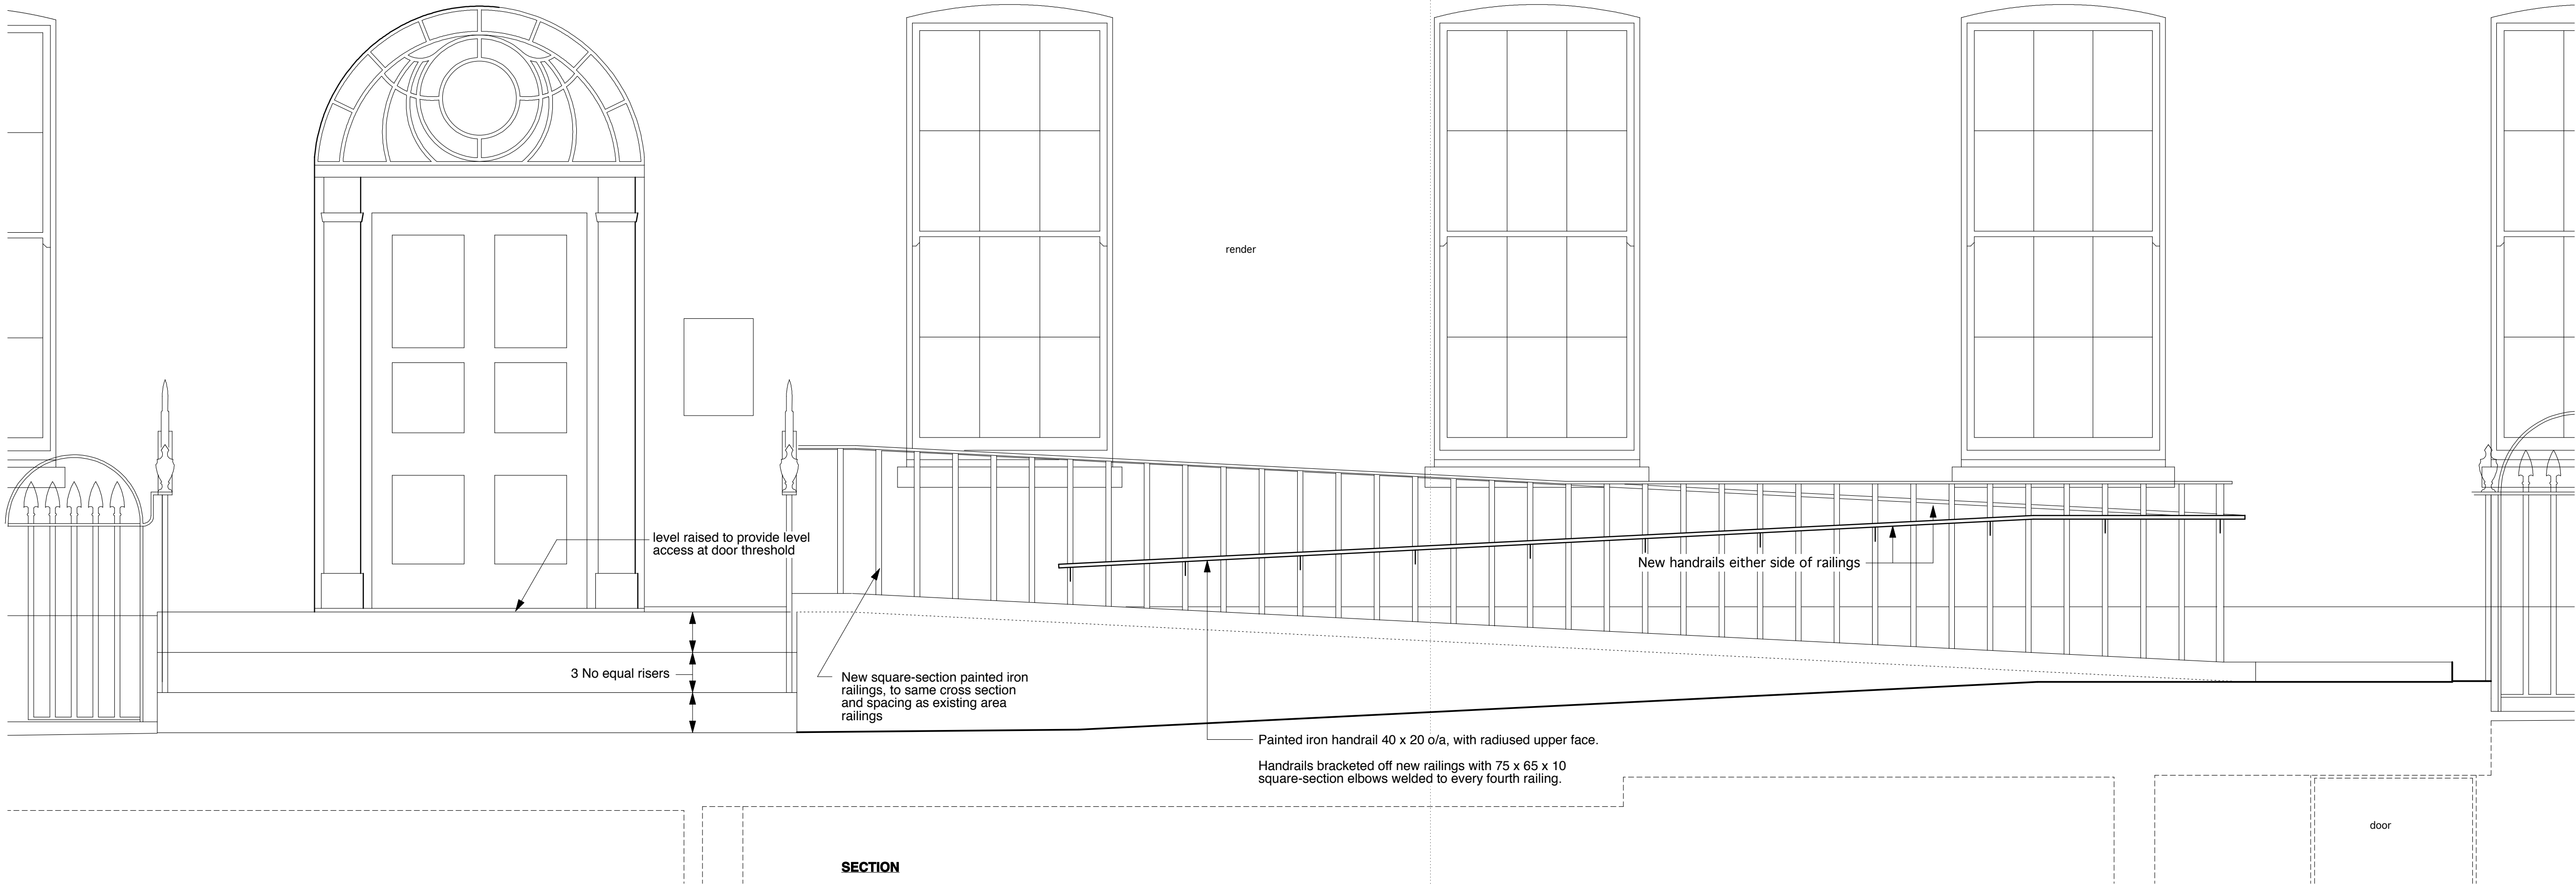 render
level raised to provide level
access at door threshold
New handrails either side of railings
3 No equal risers
New square-section painted iron
railings, to same cross section
and spacing as existing area
railings
Painted iron handrail 40 x 20 o/a, with radiused upper face.
Handrails bracketed off new railings with 75 x 65 x 10
square-section elbows welded to every fourth railing.
door
SECTION